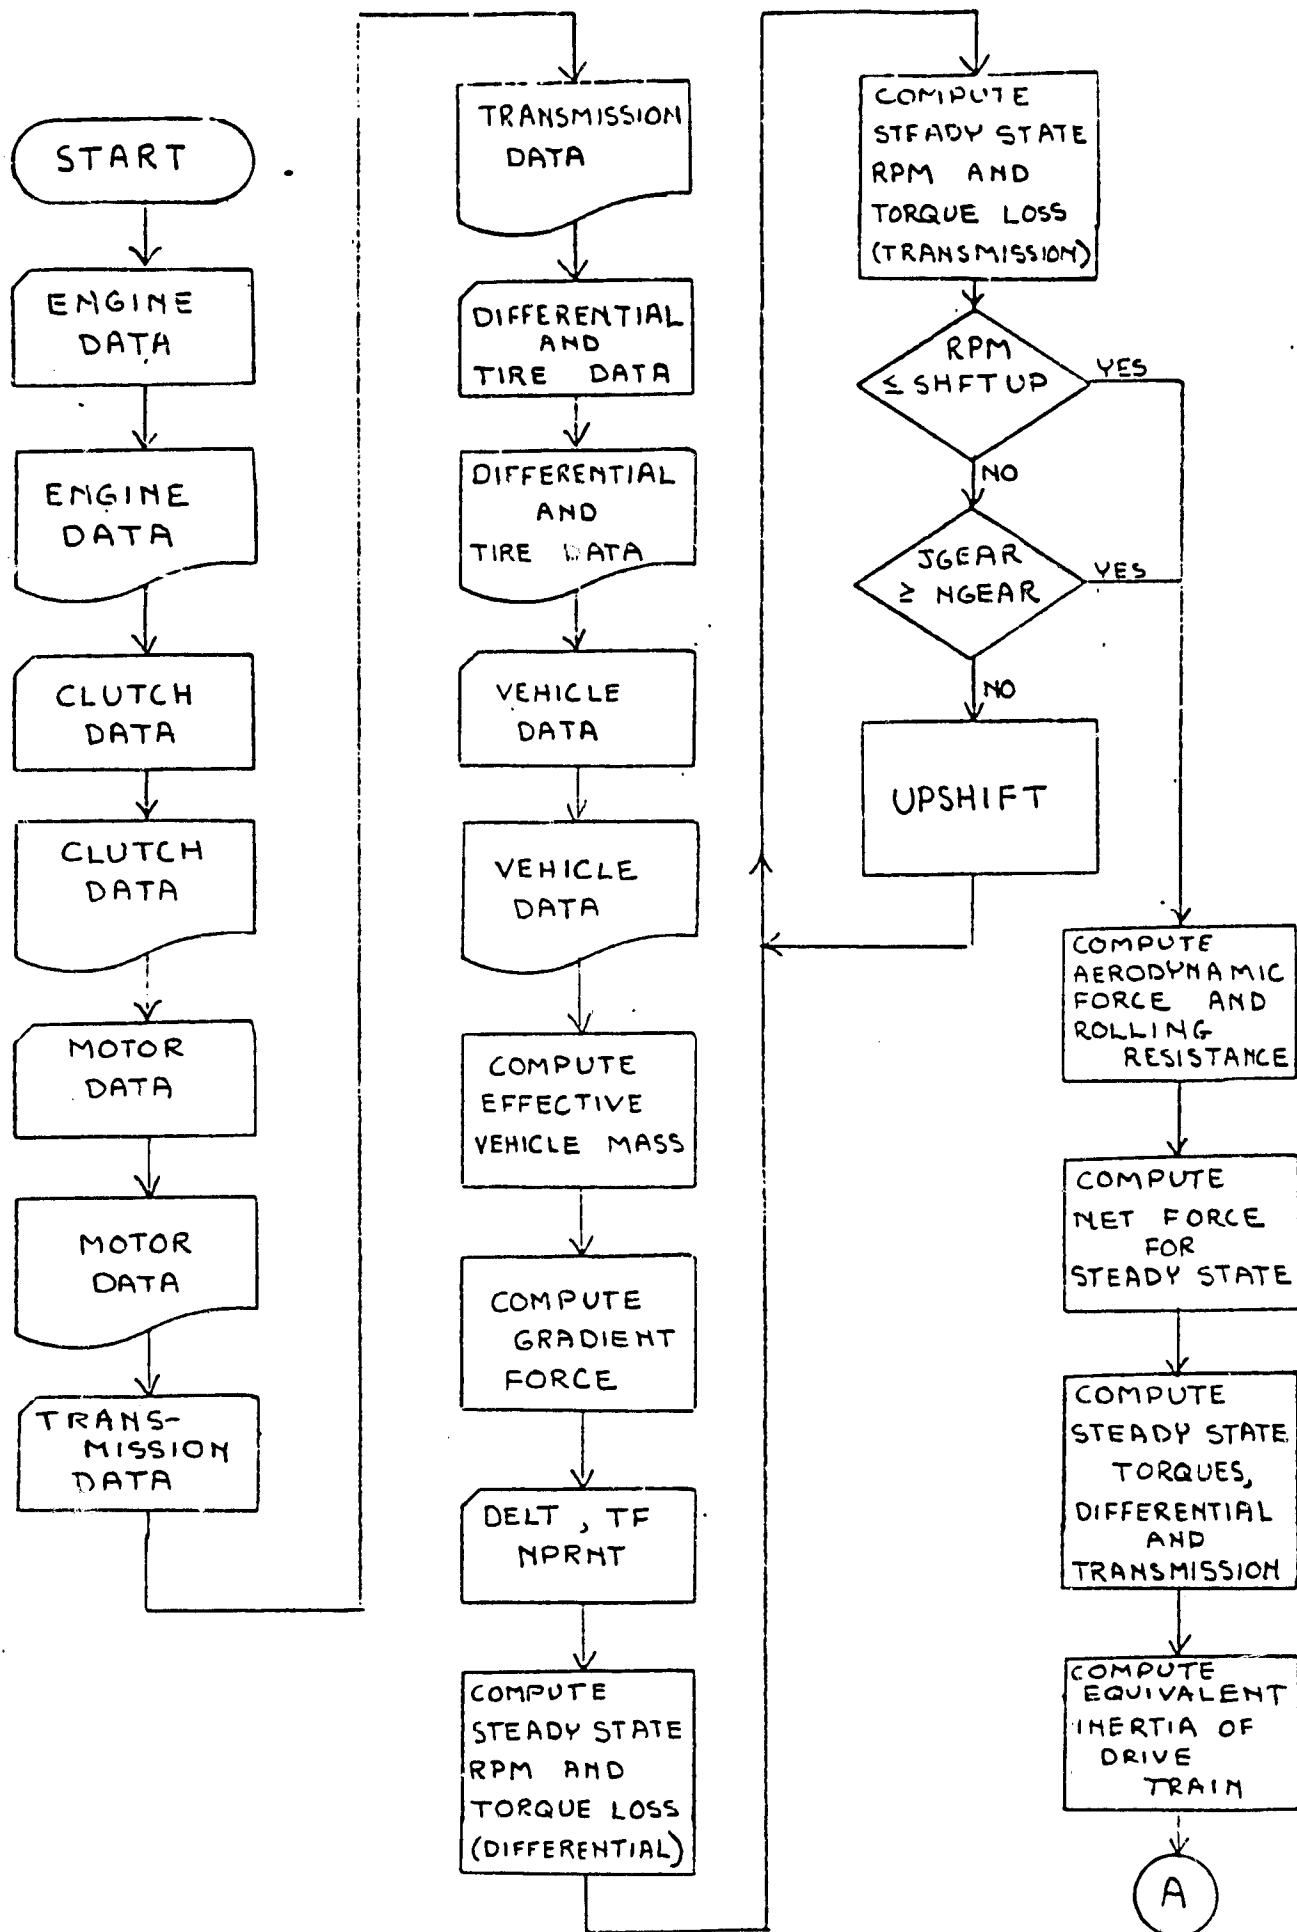 START
ENGINE
DATA
ENGINE
DATA
CLUTCH
DATA
CLUTCH
DATA
MOTOR
DATA
MOTOR
DATA
TRANS-
MISSION
DATA
TRANSMISSION
DATA
DIFFERENTIAL
AND
TIRE DATA
DIFFERENTIAL
AND
TIRE DATA
VEHICLE
DATA
VEHICLE
DATA
COMPUTE
EFFECTIVE
VEHICLE MASS
COMPUTE
GRADIENT
FORCE
DELT , TF
NPRNT
COMPUTE
STEADY STATE
RPM AND
TORQUE LOSS
(DIFFERENTIAL)
COMPUTE
STEADY STATE
RPM AND
TORQUE LOSS
(TRANSMISSION)
RPM
≤ SHFTUP
YES
NO
JGEAR
≥ NGEAR
YES
NO
UPSHIFT
COMPUTE
AERODYNAMIC
FORCE AND
ROLLING
RESISTANCE
COMPUTE
NET FORCE
FOR
STEADY STATE
COMPUTE
STEADY STATE
TORQUES,
DIFFERENTIAL
AND
TRANSMISSION
COMPUTE
EQUIVALENT
INERTIA OF
DRIVE
TRAIN
A